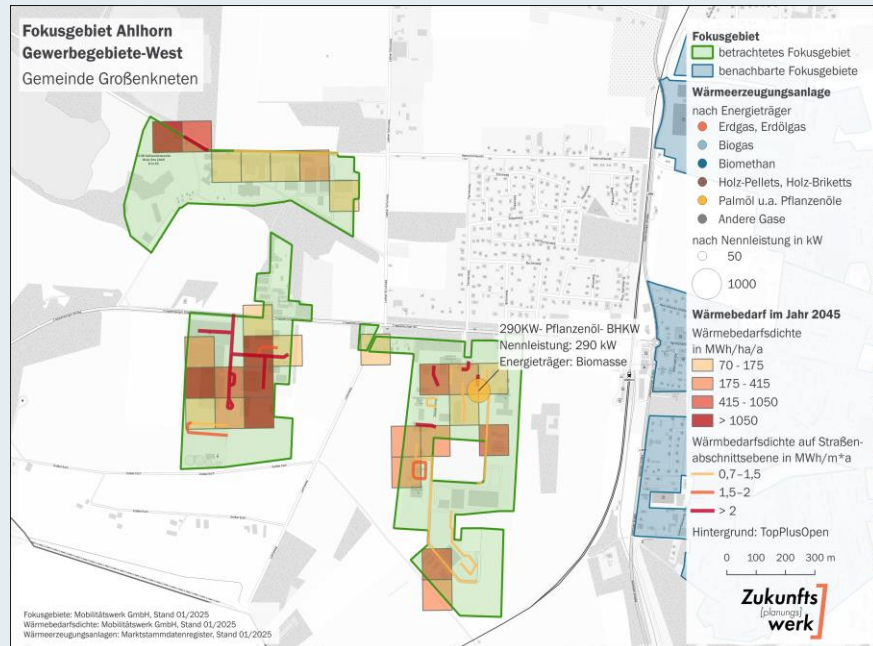 Fokusgebiet Ahlhorn
Gewerbegebiete-West
Gemeinde Großenkneten
290KW- Pflanzenöl- BHKW
Nennleistung: 290 kW
Energieträger: Biomasse
Fokusgebiet
betrachtetes Fokusgebiet
benachbarte Fokusgebiete
Wärmeerzeugungsanlage
nach Energieträger
Erdgas, Erdölgas
Biogas
Biomethan
Holz-Pellets, Holz-Briketts
Palmöl u.a. Pflanzenöle
Andere Gase
nach Nennleistung in kW
50
1000
Wärmebedarf im Jahr 2045
Wärmebedarfsdichte
in MWh/ha/a
70 - 175
175 - 415
415 - 1050
> 1050
Wärmebedarfsdichte auf Straßen-
abschnittsebene in MWh/m*a
0,7–1,5
1,5–2
> 2
Hintergrund: TopPlusOpen
0 100 200 300 m
Zukunfts
[planungs]
werk
Fokusgebiete: Mobilitätswerk GmbH, Stand 01/2025
Wärmebedarfsdichte: Mobilitätswerk GmbH, Stand 01/2025
Wärmeerzeugungsanlagen: Marktstammdatenregister, Stand 01/2025